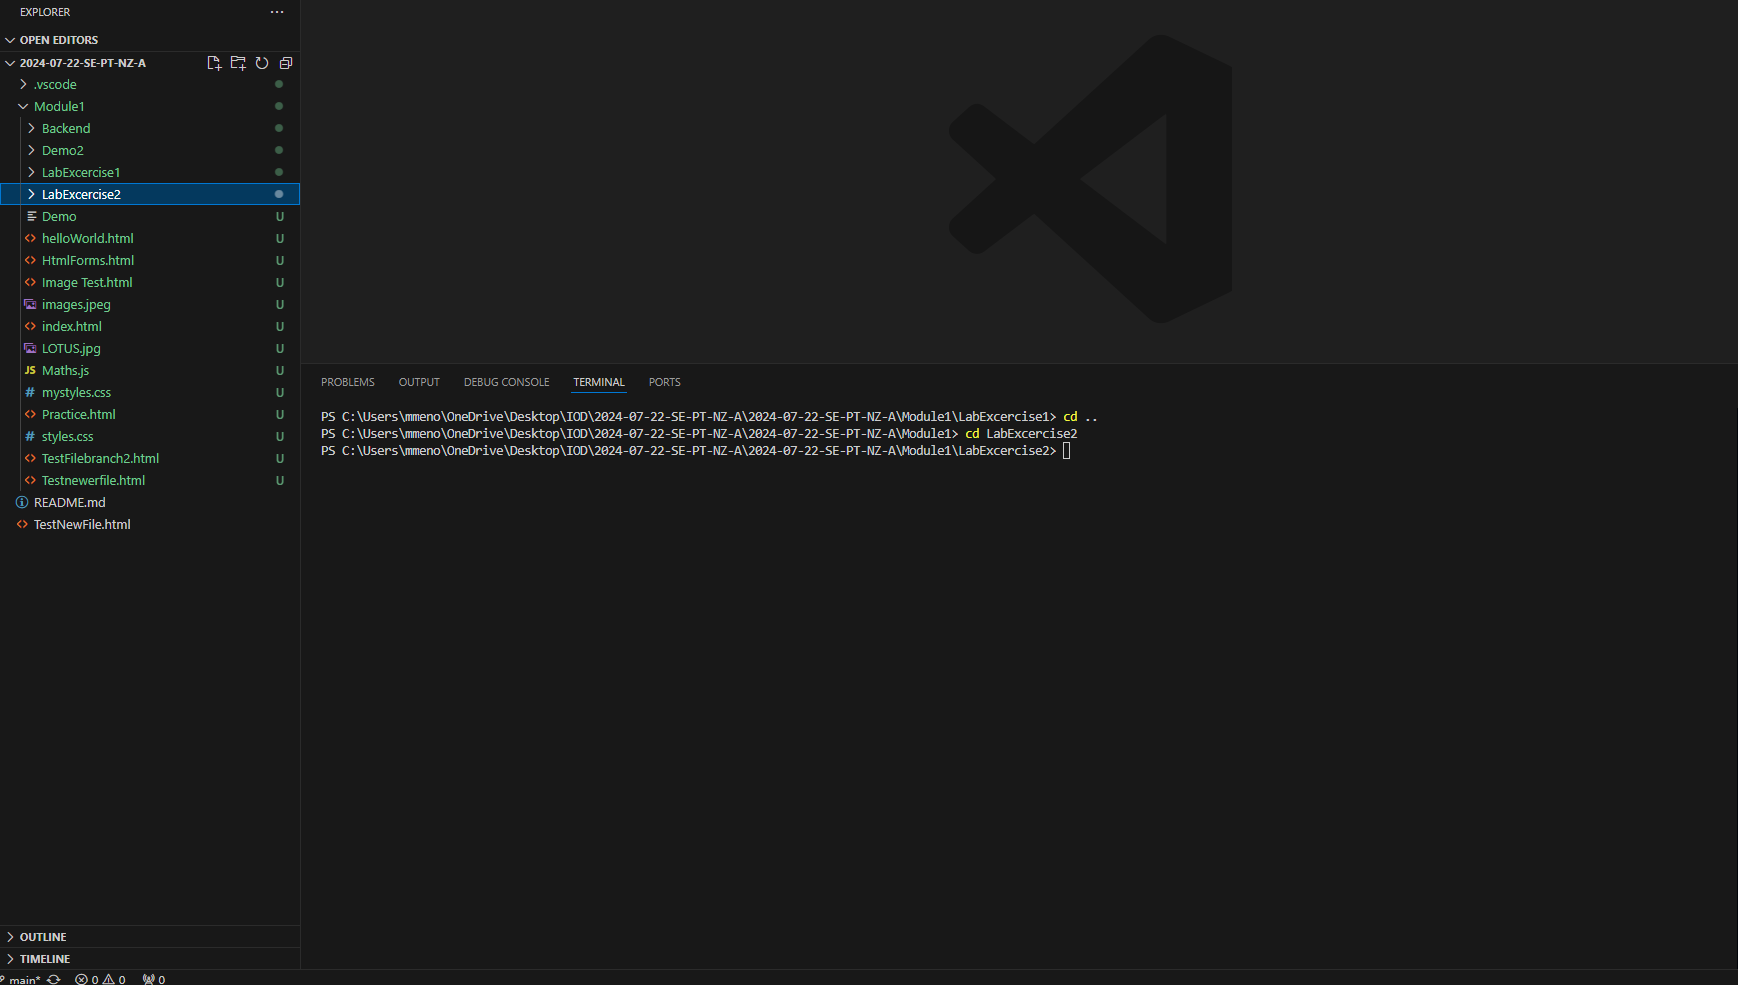 EXPLORER
OPEN EDITORS
2024-07-22-SE-PT-NZ-A
.vscode
Module1
Backend
Demo2
LabExcercise1
LabExcercise2
Demo U
helloWorld.html U
HtmlForms.html U
Image Test.html U
images.jpeg U
index.html U
LOTUS.jpg U
JS Maths.js U
# mystyles.css U
Practice.html U
# styles.css U
TestFilebranch2.html U
Testnewerfile.html U
README.md
TestNewFile.html
OUTLINE
TIMELINE
main* 0 0 0
PROBLEMS OUTPUT DEBUG CONSOLE TERMINAL PORTS
PS C:\Users\mmeno\OneDrive\Desktop\IOD\2024-07-22-SE-PT-NZ-A\2024-07-22-SE-PT-NZ-A\Module1\LabExcercise1> cd ..
PS C:\Users\mmeno\OneDrive\Desktop\IOD\2024-07-22-SE-PT-NZ-A\2024-07-22-SE-PT-NZ-A\Module1> cd LabExcercise2
PS C:\Users\mmeno\OneDrive\Desktop\IOD\2024-07-22-SE-PT-NZ-A\2024-07-22-SE-PT-NZ-A\Module1\LabExcercise2>